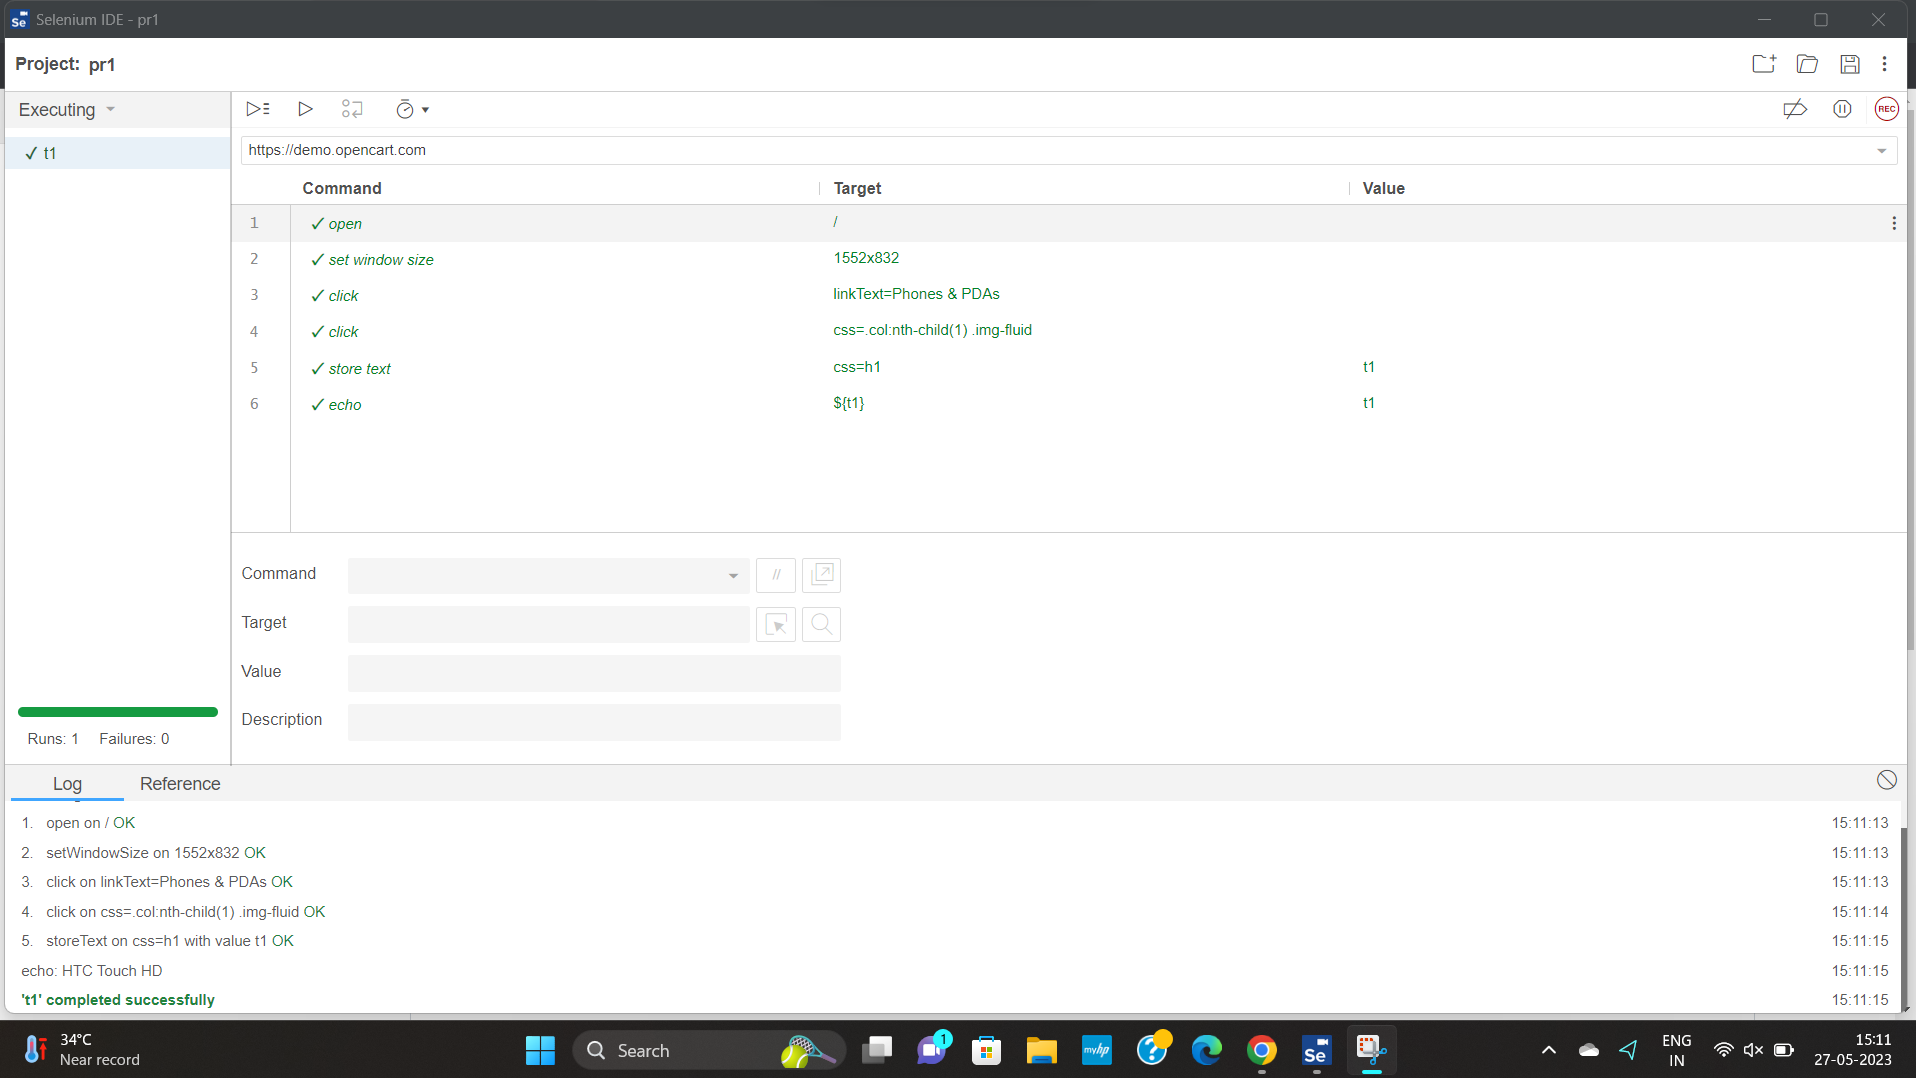 Se Selenium IDE - pr1
Project: pr1
Executing
✓ t1
REC
https://demo.opencart.com
Command Target Value
1 ✓ open /
2 ✓ set window size 1552x832
3 ✓ click linkText=Phones & PDAs
4 ✓ click css=.col:nth-child(1) .img-fluid
5 ✓ store text css=h1 t1
6 ✓ echo ${t1} t1
Command //
Target
Value
Description
Runs: 1 Failures: 0
Log Reference
1. open on / OK 15:11:13
2. setWindowSize on 1552x832 OK 15:11:13
3. click on linkText=Phones & PDAs OK 15:11:13
4. click on css=.col:nth-child(1) .img-fluid OK 15:11:14
5. storeText on css=h1 with value t1 OK 15:11:15
echo: HTC Touch HD 15:11:15
't1' completed successfully 15:11:15
34°C
Near record
Search
1
myhp
?
Se
ENG
IN
15:11
27-05-2023